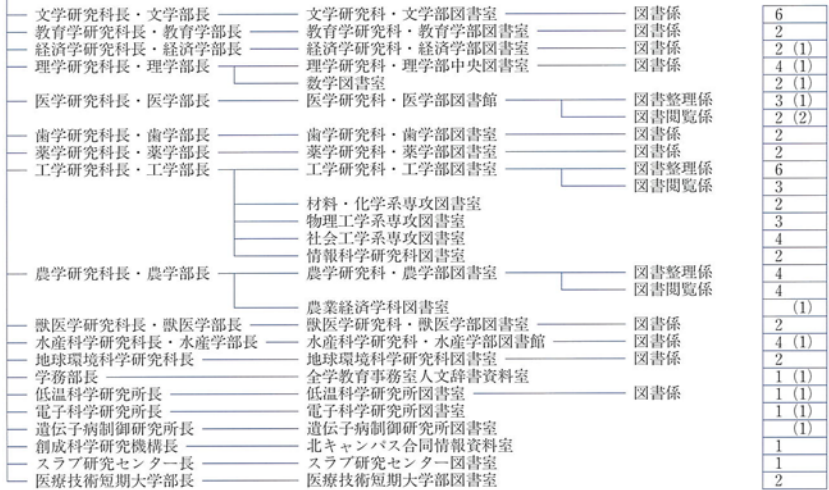 文学研究科長・文学部長 文学研究科・文学部図書室 図書係 6
教育学研究科長・教育学部長 教育学研究科・教育学部図書室 図書係 2
経済学研究科長・経済学部長 経済学研究科・経済学部図書室 図書係 2 (1)
理学研究科長・理学部長 理学研究科・理学部中央図書室 図書係 4 (1)
数学図書室 2 (1)
医学研究科長・医学部長 医学研究科・医学部図書館 図書整理係 3 (1)
図書閲覧係 2 (2)
歯学研究科長・歯学部長 歯学研究科・歯学部図書室 図書係 2
薬学研究科長・薬学部長 薬学研究科・薬学部図書室 図書係 2
工学研究科長・工学部長 工学研究科・工学部図書室 図書整理係 6
図書閲覧係 3
材料・化学系専攻図書室 2
物理工学系専攻図書室 3
社会工学系専攻図書室 4
情報科学研究科図書室 2
農学研究科長・農学部長 農学研究科・農学部図書室 図書整理係 4
図書閲覧係 4
農業経済学科図書室 (1)
獣医学研究科長・獣医学部長 獣医学研究科・獣医学部図書室 図書係 2
水産科学研究科長・水産学部長 水産科学研究科・水産学部図書館 図書係 4 (1)
地球環境科学研究科長 地球環境科学研究科図書室 図書係 2
学務部長 全学教育事務室人文辞書資料室 1 (1)
低温科学研究所長 低温科学研究所図書室 図書係 1 (1)
電子科学研究所長 電子科学研究所図書室 1 (1)
遺伝子病制御研究所長 遺伝子病制御研究所図書室 (1)
創成科学研究機構長 北キャンパス合同情報資料室 1
スラブ研究センター長 スラブ研究センター図書室 1
医療技術短期大学部長 医療技術短期大学部図書室 2